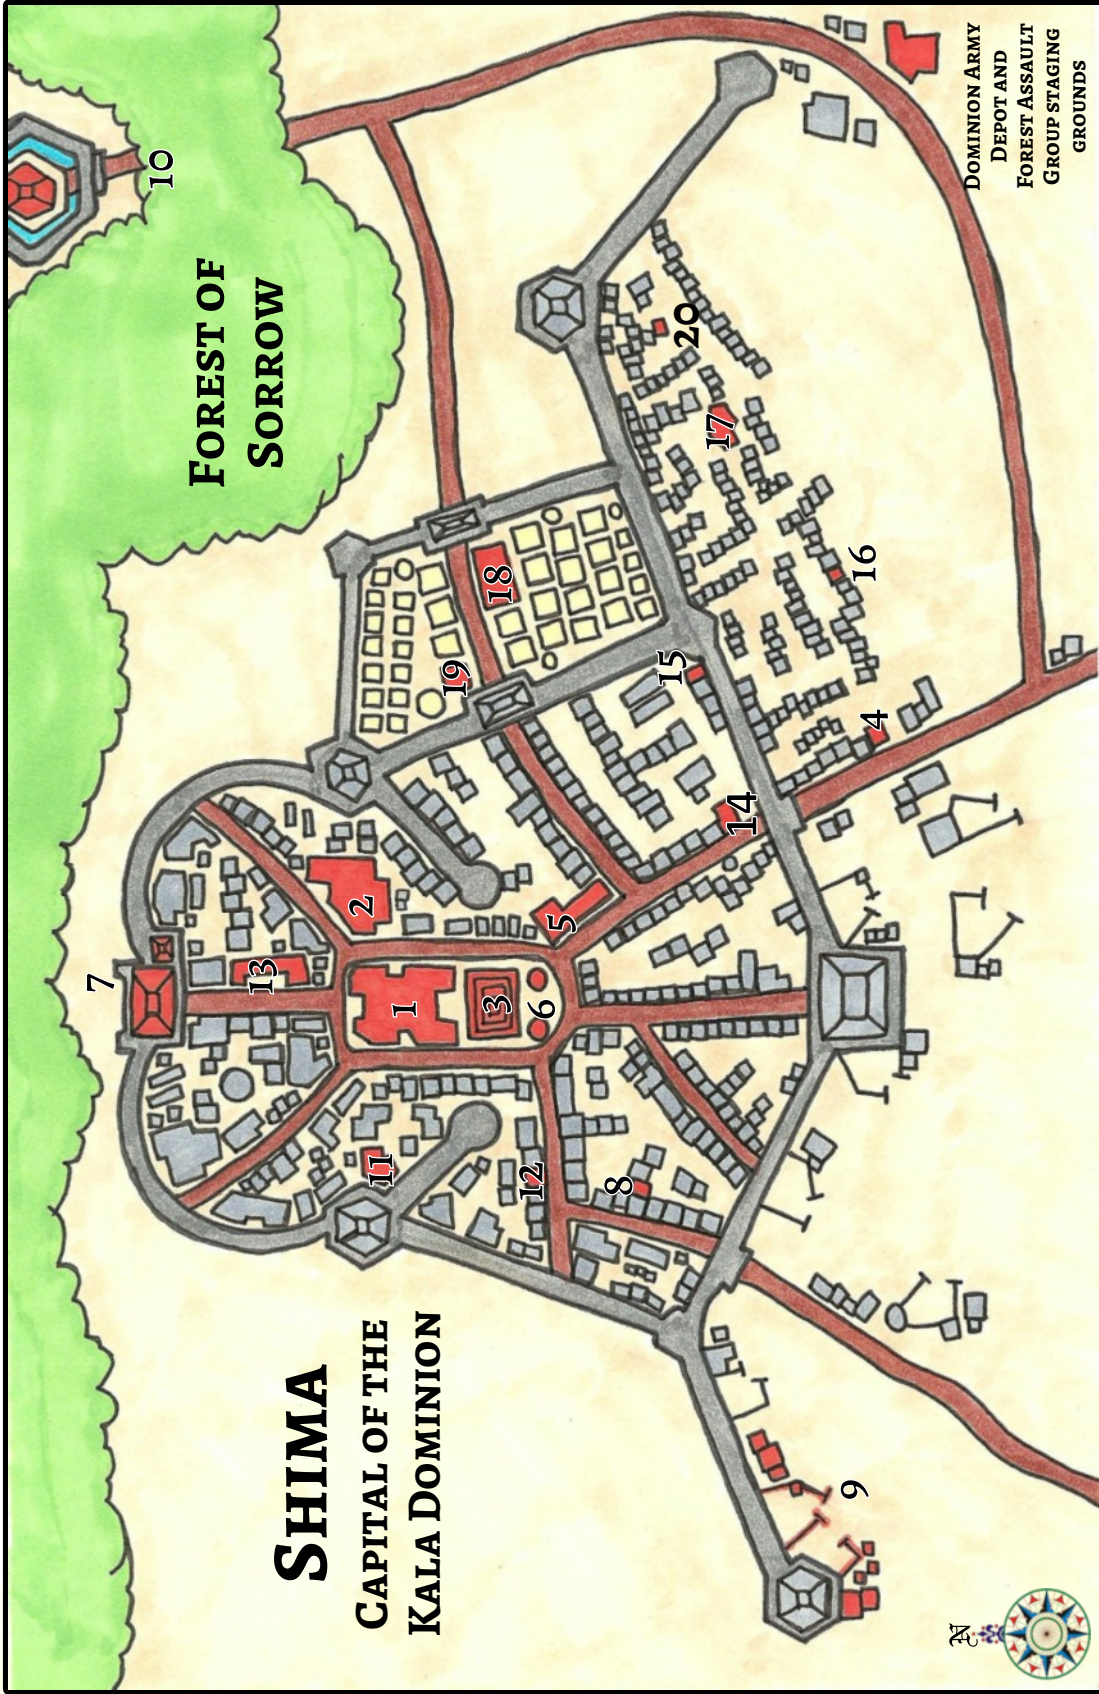 SHIMA
CAPITAL OF THE
KALA DOMINION
FOREST OF
SORROW
DOMINION ARMY
DEPOT AND
FOREST ASSAULT
GROUP STAGING
GROUNDS
10
7
13
2
1
3
6
5
11
12
8
9
14
15
4
19
18
16
17
20
N